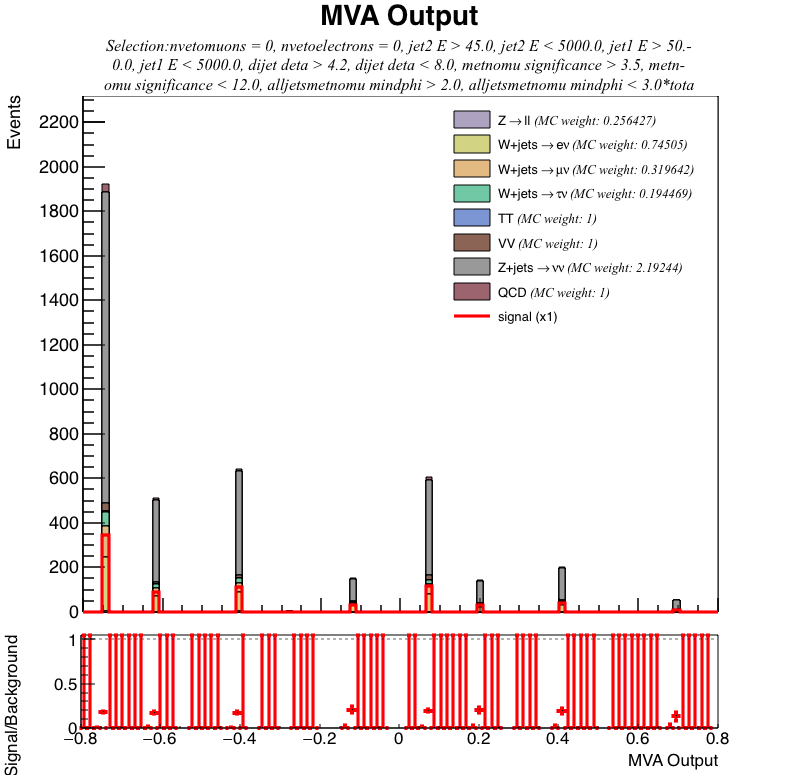 MVA Output
Selection:nvetomuons = 0, nvetoelectrons = 0, jet2 E > 45.0, jet2 E < 5000.0, jet1 E > 50.-
0.0, jet1 E < 5000.0, dijet deta > 4.2, dijet deta < 8.0, metnomu significance > 3.5, metn-
omu significance < 12.0, alljetsmetnomu mindphi > 2.0, alljetsmetnomu mindphi < 3.0*tota
Events
2200
2000
1800
1600
1400
1200
1000
800
600
400
200
0
Z→ll (MC weight: 0.256427)
W+jets→eν (MC weight: 0.74505)
W+jets→μν (MC weight: 0.319642)
W+jets→τν (MC weight: 0.194469)
TT (MC weight: 1)
VV (MC weight: 1)
Z+jets→νν (MC weight: 2.19244)
QCD (MC weight: 1)
signal (x1)
Signal/Background
1
0.5
0
−0.8 −0.6 −0.4 −0.2 0 0.2 0.4 0.6 0.8
MVA Output